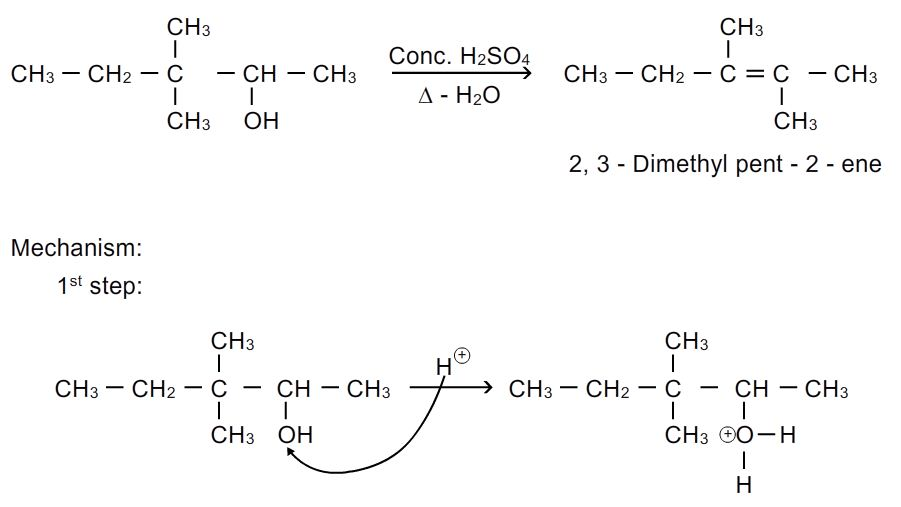 CH₃ CH₃
CH₃ — CH₂ — C — CH — CH₃ Conc. H₂SO₄ CH₃ — CH₂ — C = C — CH₃
CH₃ OH Δ - H₂O CH₃
2, 3 - Dimethyl pent - 2 - ene
Mechanism:
1ˢᵗ step:
CH₃ H⊕ CH₃
CH₃ — CH₂ — C — CH — CH₃ CH₃ — CH₂ — C — CH — CH₃
CH₃ OH CH₃ ⊕O — H
H